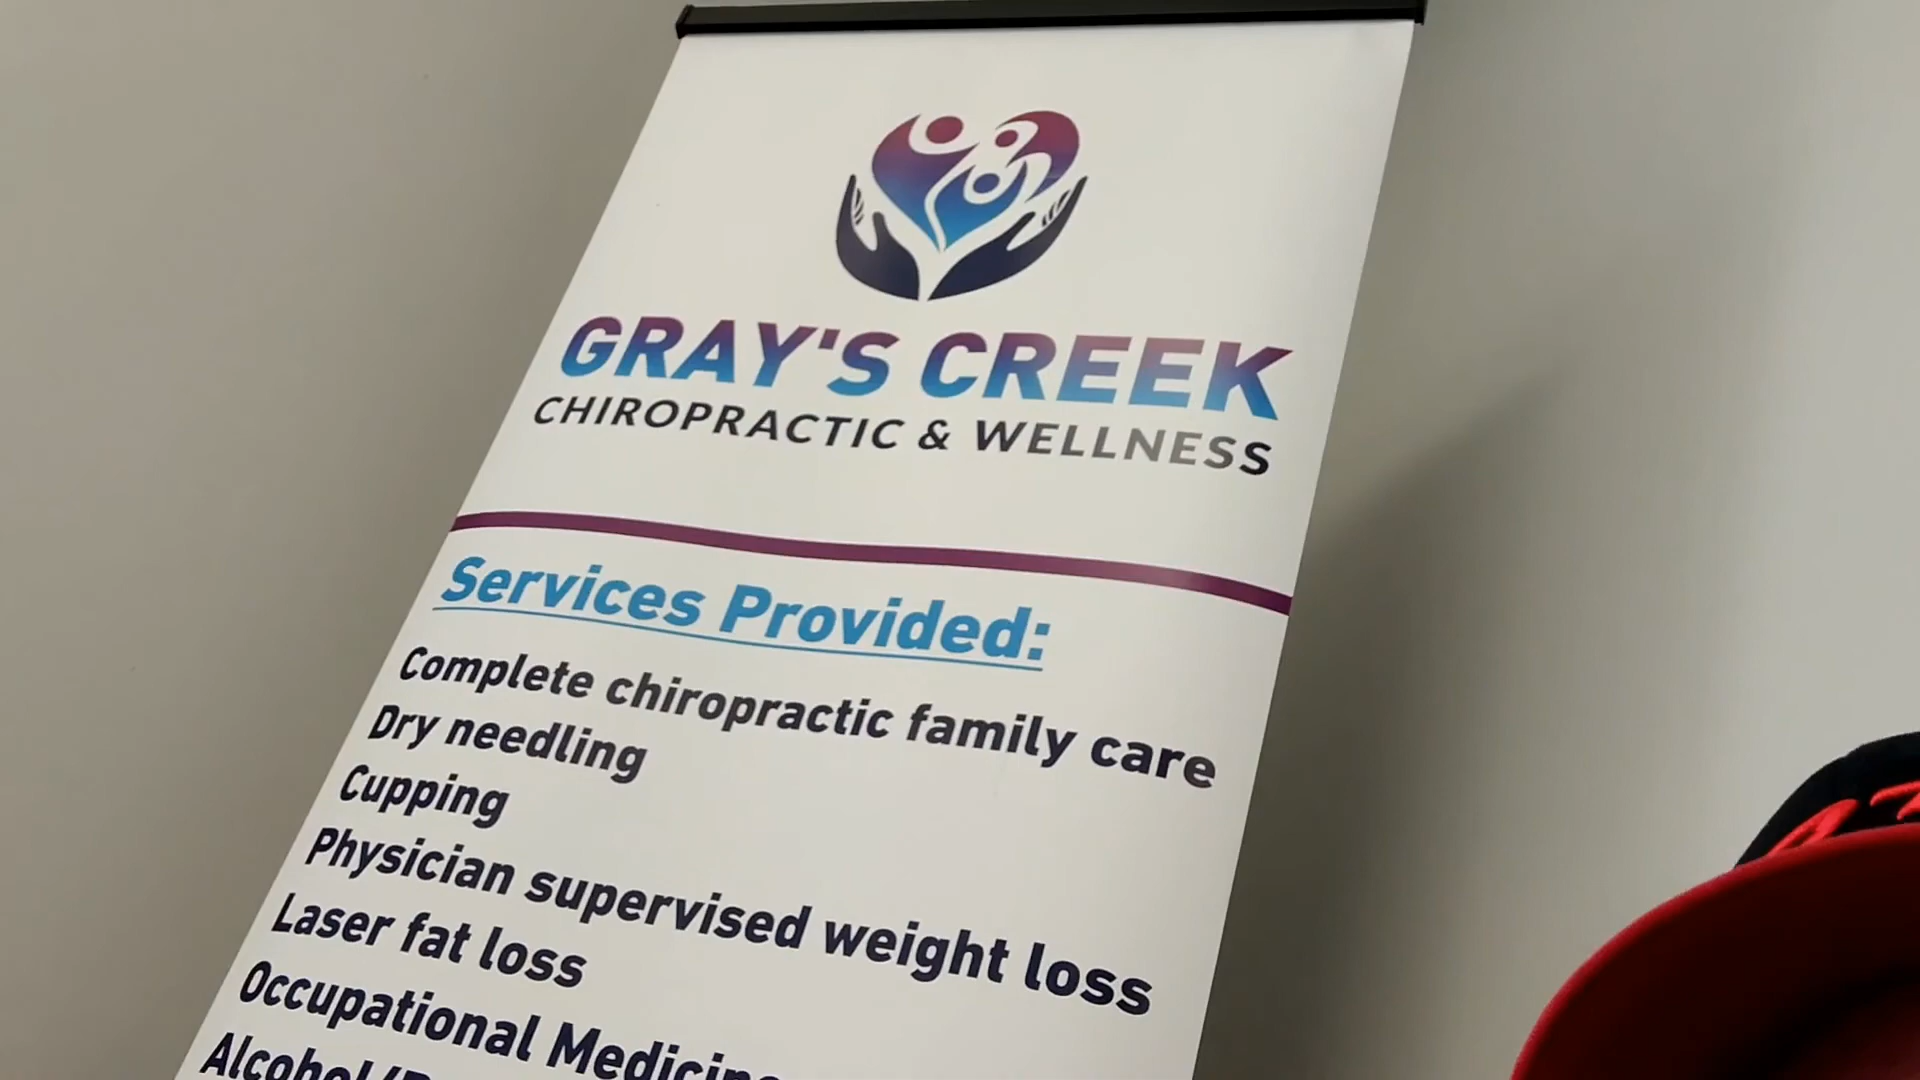 GRAY'S CREEK
CHIROPRACTIC & WELLNESS
Services Provided:
Complete chiropractic family care
Dry needling
Cupping
Physician supervised weight loss
Laser fat loss
Occupational Medicine